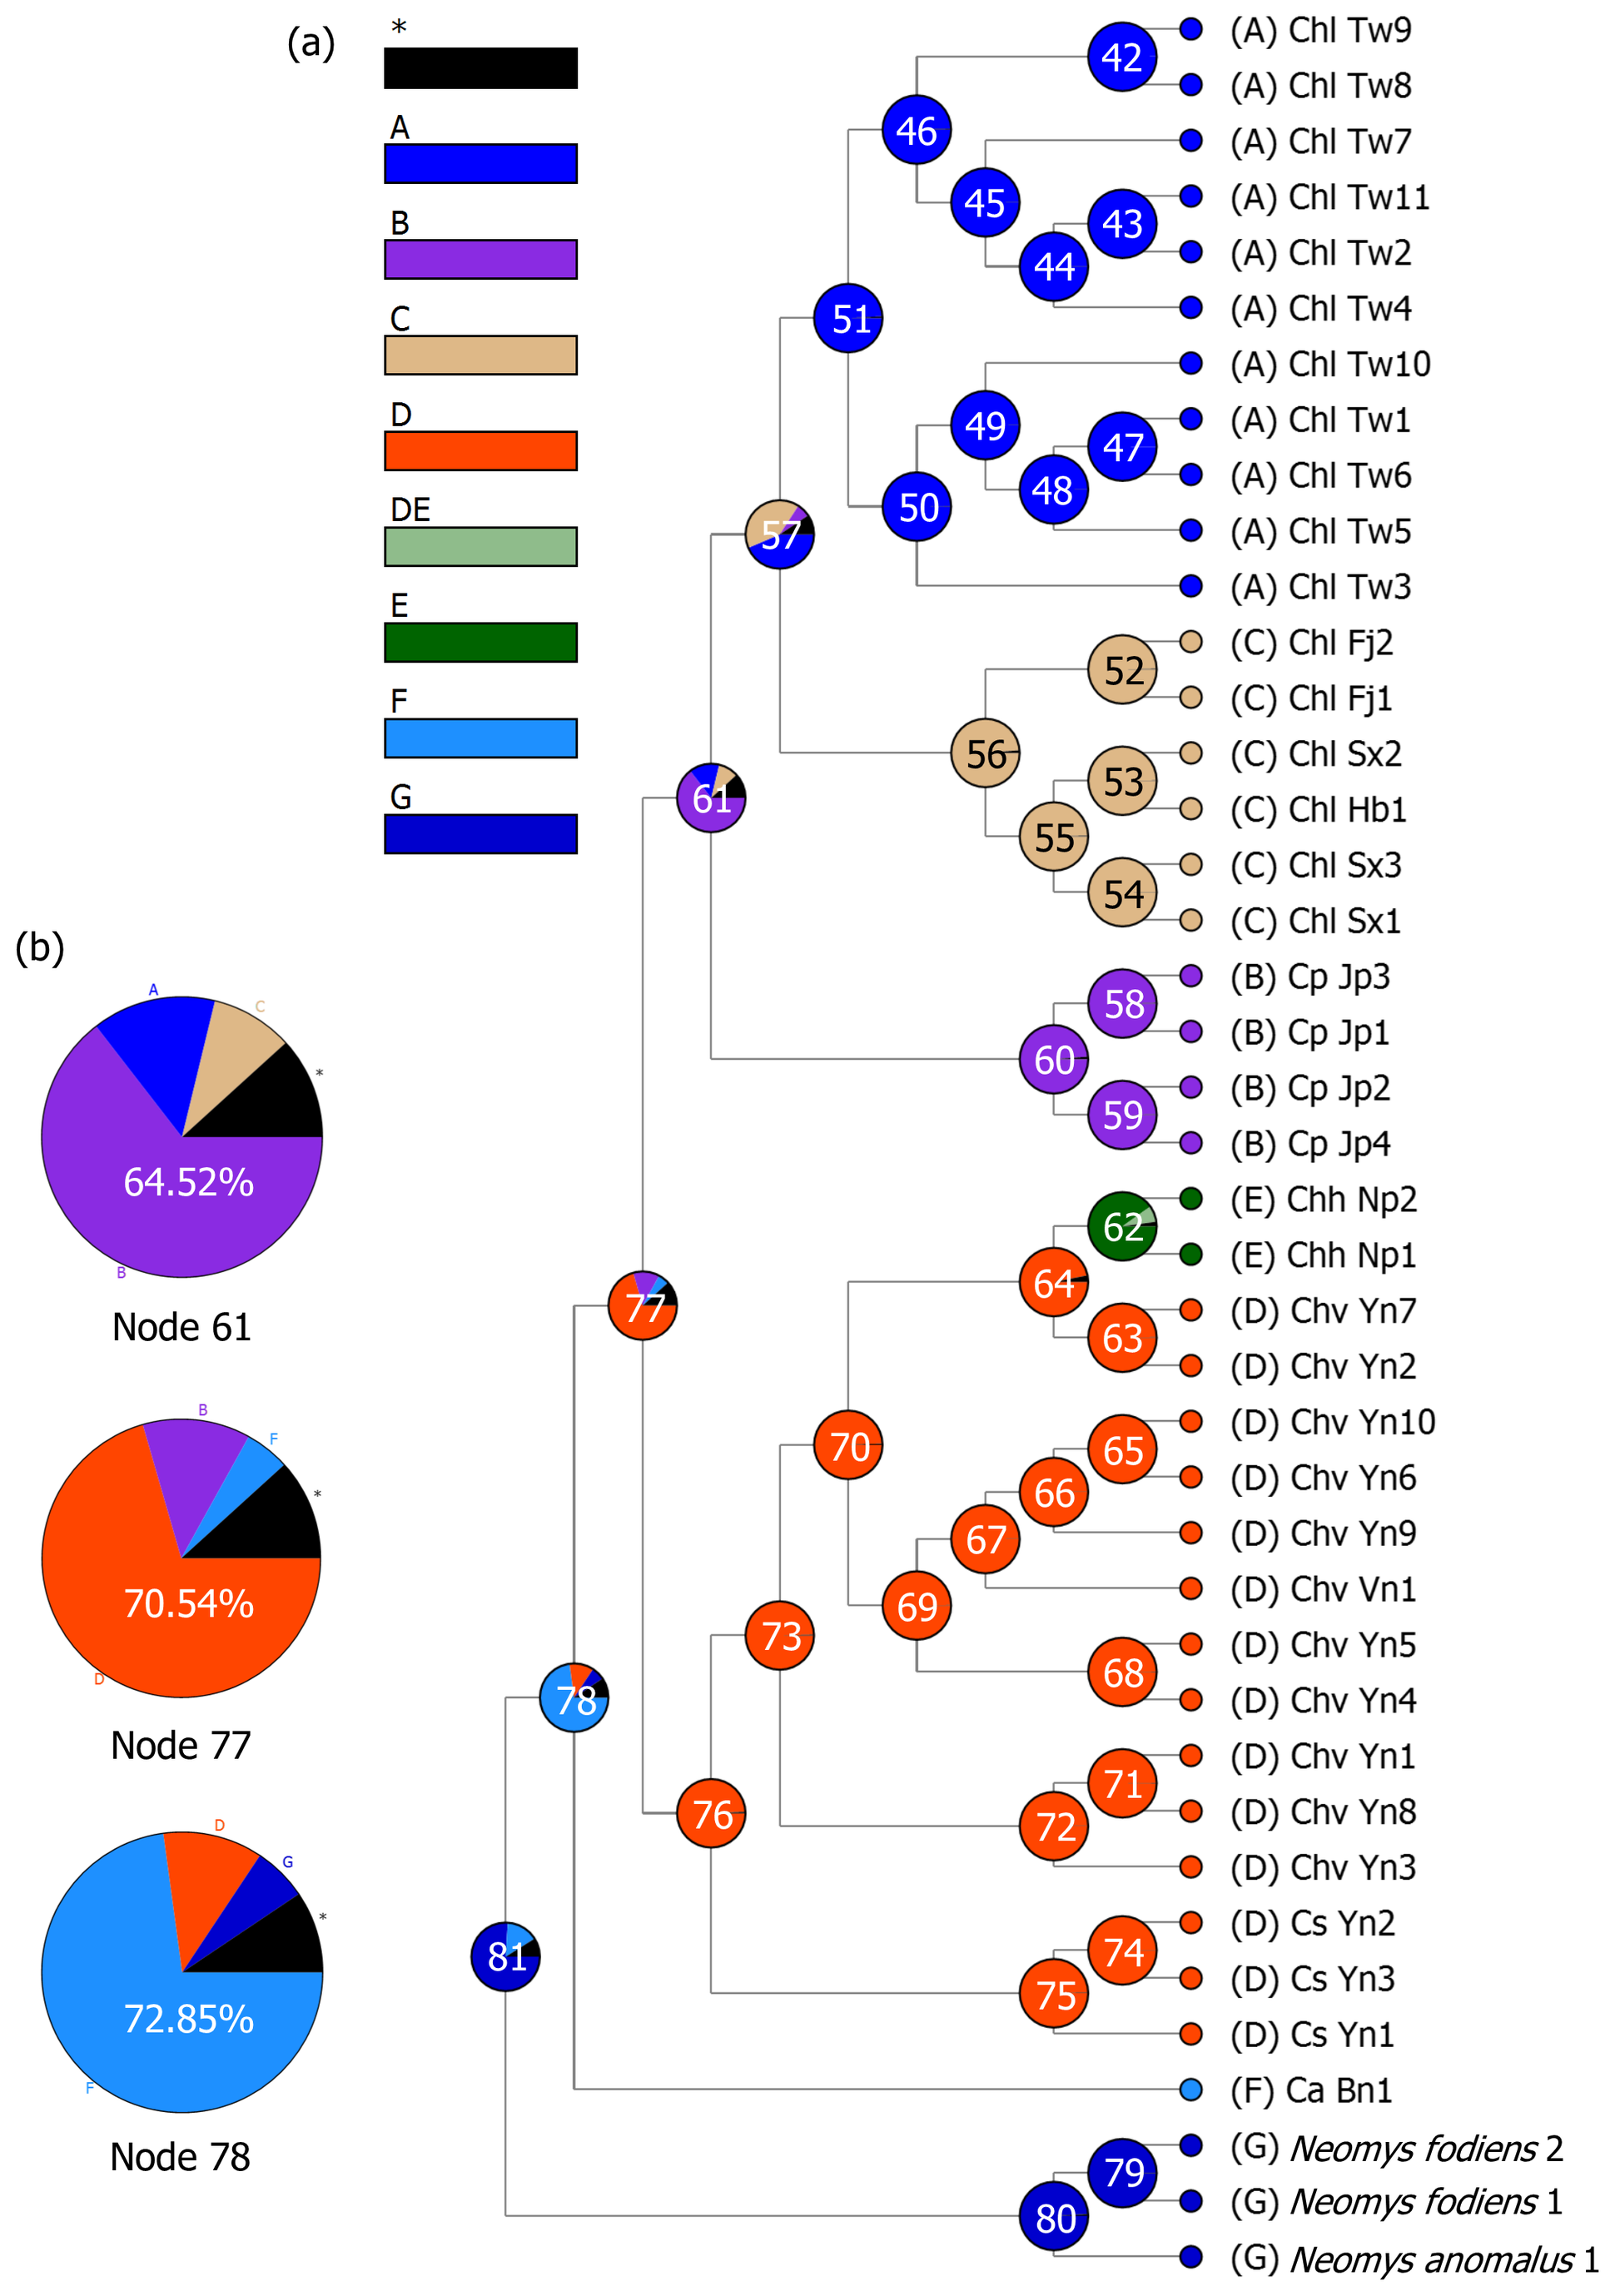 (a)
*
A
B
C
D
DE
E
F
G
(b)
A
C
*
64.52%
B
Node 61
B
F
*
70.54%
D
Node 77
D
G
*
72.85%
F
Node 78
42
46
45
43
44
51
49
47
48
50
57
52
56
53
55
54
61
58
60
59
62
64
63
77
70
65
66
67
69
68
73
78
71
72
76
74
75
81
79
80
(A) Chl Tw9
(A) Chl Tw8
(A) Chl Tw7
(A) Chl Tw11
(A) Chl Tw2
(A) Chl Tw4
(A) Chl Tw10
(A) Chl Tw1
(A) Chl Tw6
(A) Chl Tw5
(A) Chl Tw3
(C) Chl Fj2
(C) Chl Fj1
(C) Chl Sx2
(C) Chl Hb1
(C) Chl Sx3
(C) Chl Sx1
(B) Cp Jp3
(B) Cp Jp1
(B) Cp Jp2
(B) Cp Jp4
(E) Chh Np2
(E) Chh Np1
(D) Chv Yn7
(D) Chv Yn2
(D) Chv Yn10
(D) Chv Yn6
(D) Chv Yn9
(D) Chv Vn1
(D) Chv Yn5
(D) Chv Yn4
(D) Chv Yn1
(D) Chv Yn8
(D) Chv Yn3
(D) Cs Yn2
(D) Cs Yn3
(D) Cs Yn1
(F) Ca Bn1
(G) Neomys fodiens 2
(G) Neomys fodiens 1
(G) Neomys anomalus 1